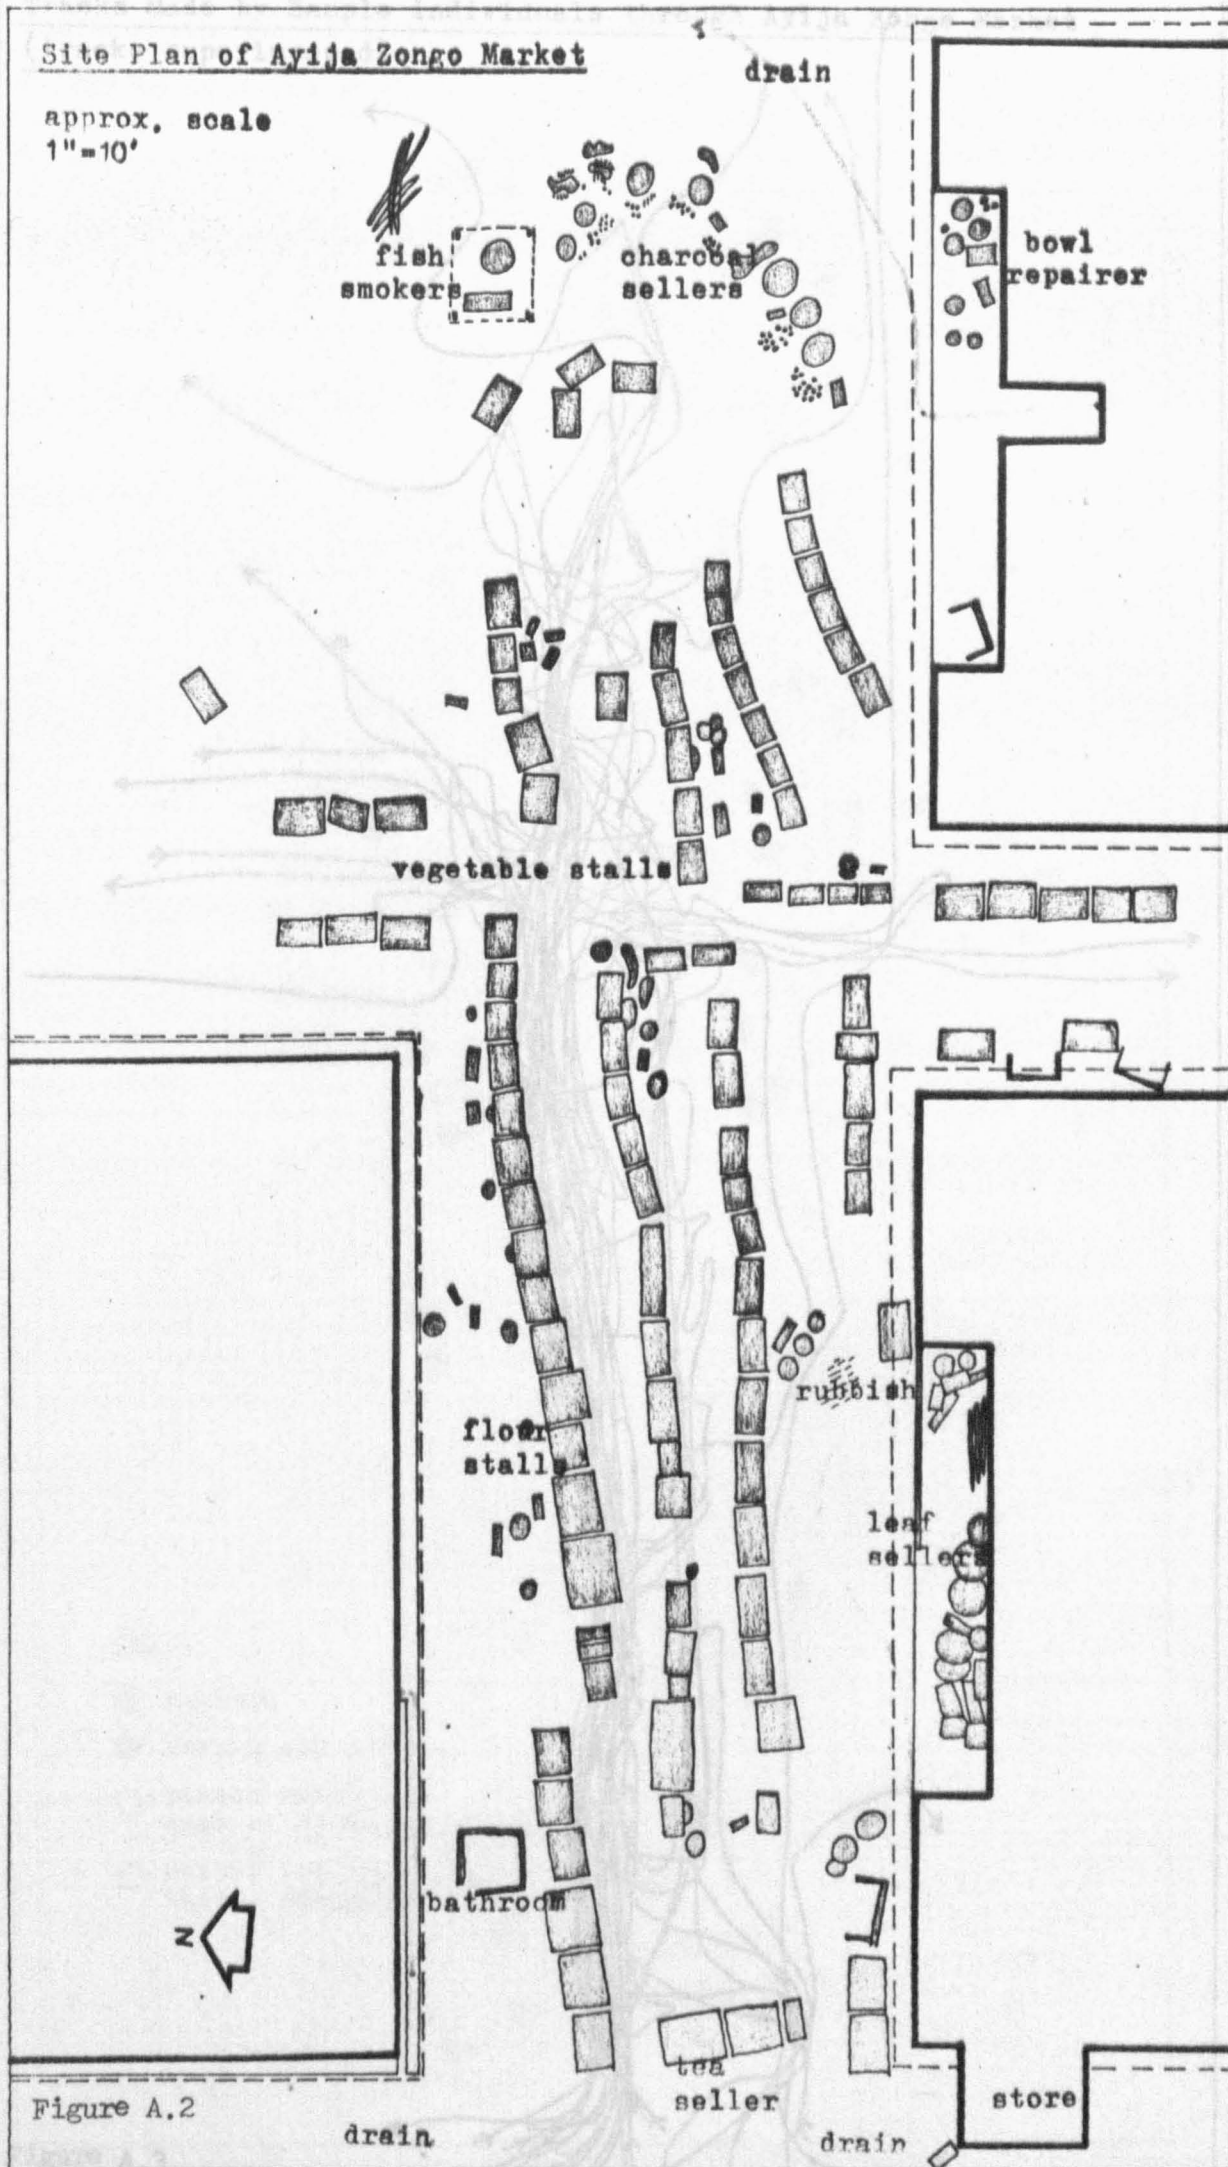 Site Plan of Ayija Zongo Market
approx. scale
1"=10'
drain
fish
smokers
charcoal
sellers
bowl
repairer
vegetable stalls
flour
stalls
rubbish
leaf
sellers
bathroom
N
tea
seller
store
Figure A.2
drain
drain